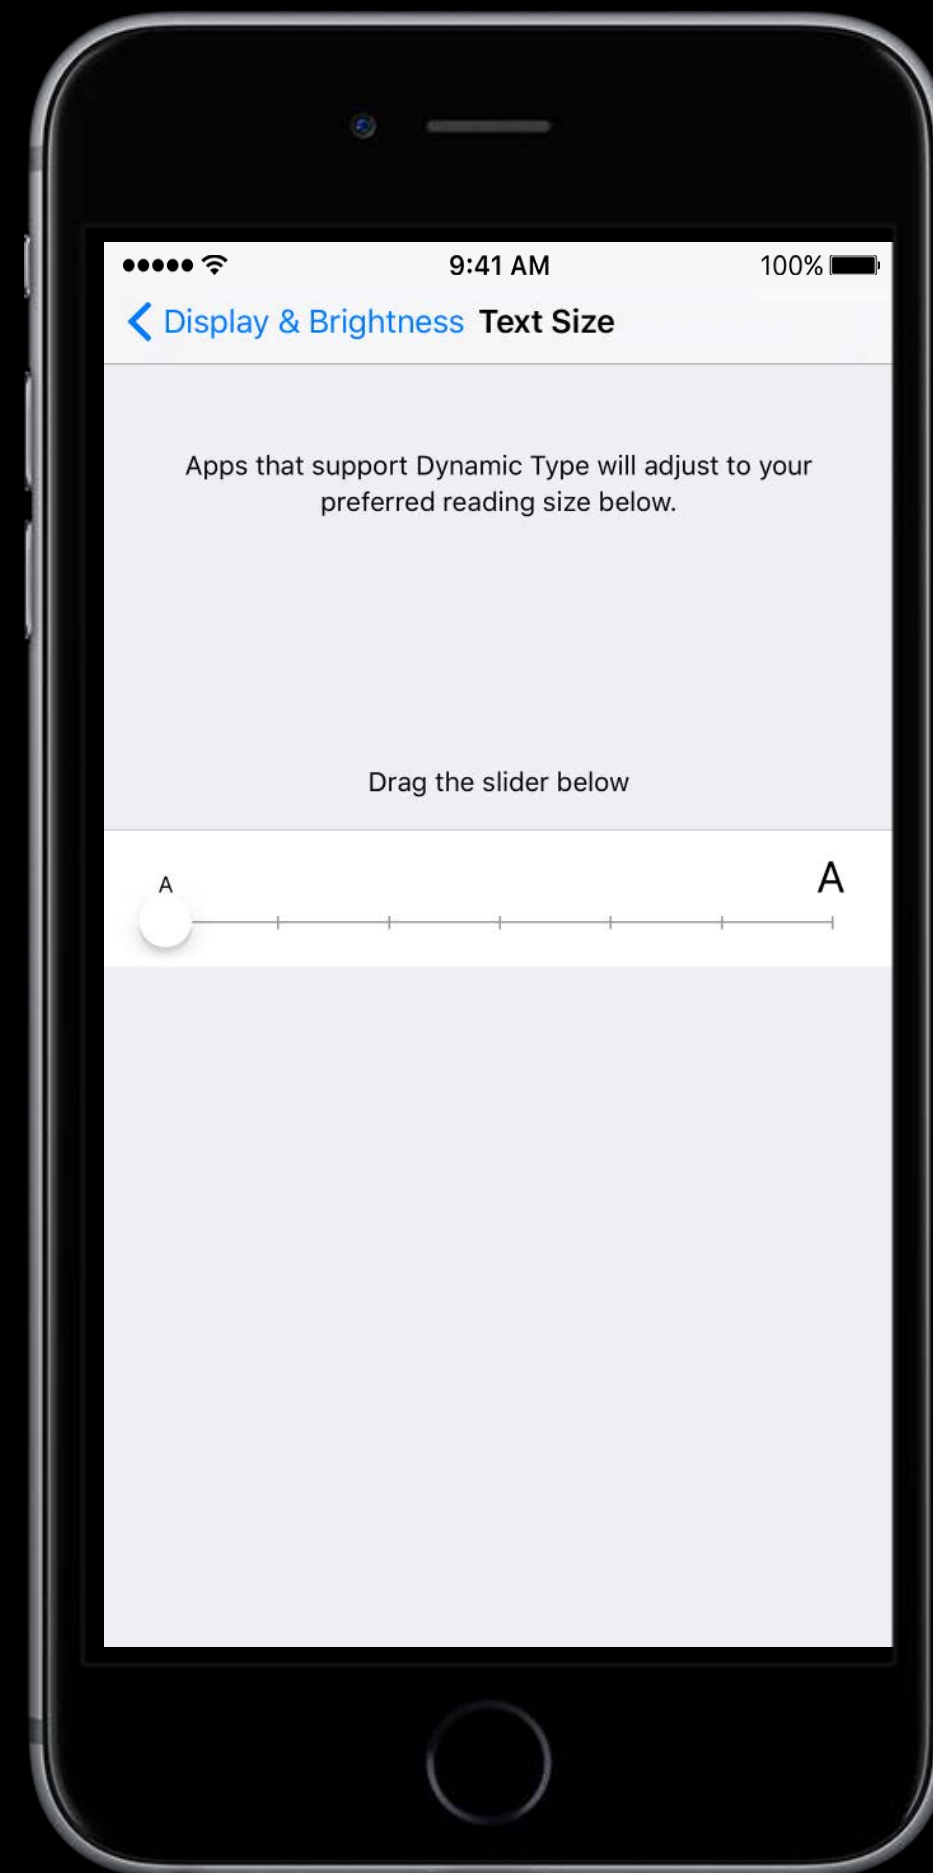 9:41 AM 100%
Display & Brightness Text Size
Apps that support Dynamic Type will adjust to your
preferred reading size below.
Drag the slider below
A A